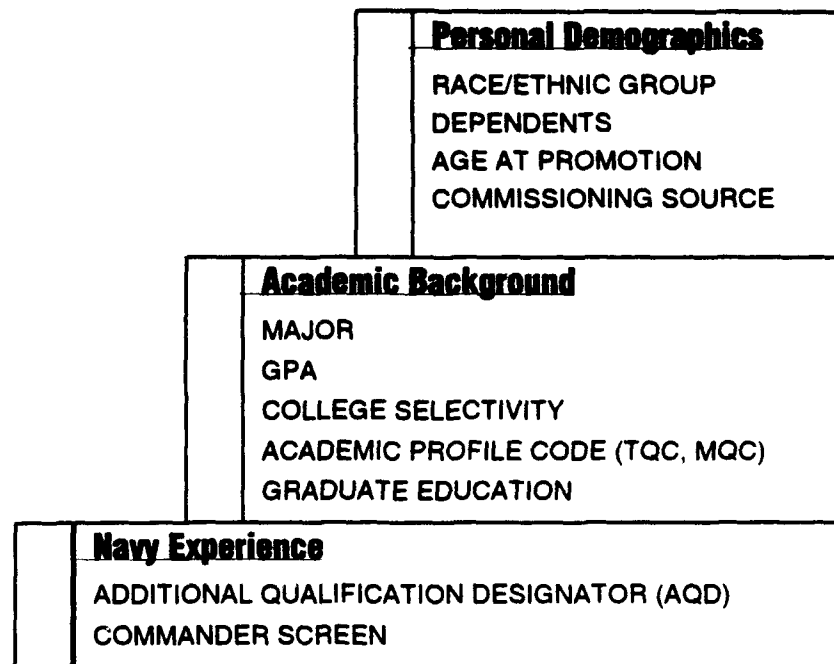 Personal Demographics
RACE/ETHNIC GROUP
DEPENDENTS
AGE AT PROMOTION
COMMISSIONING SOURCE
Academic Background
MAJOR
GPA
COLLEGE SELECTIVITY
ACADEMIC PROFILE CODE (TQC, MQC)
GRADUATE EDUCATION
Navy Experience
ADDITIONAL QUALIFICATION DESIGNATOR (AQD)
COMMANDER SCREEN